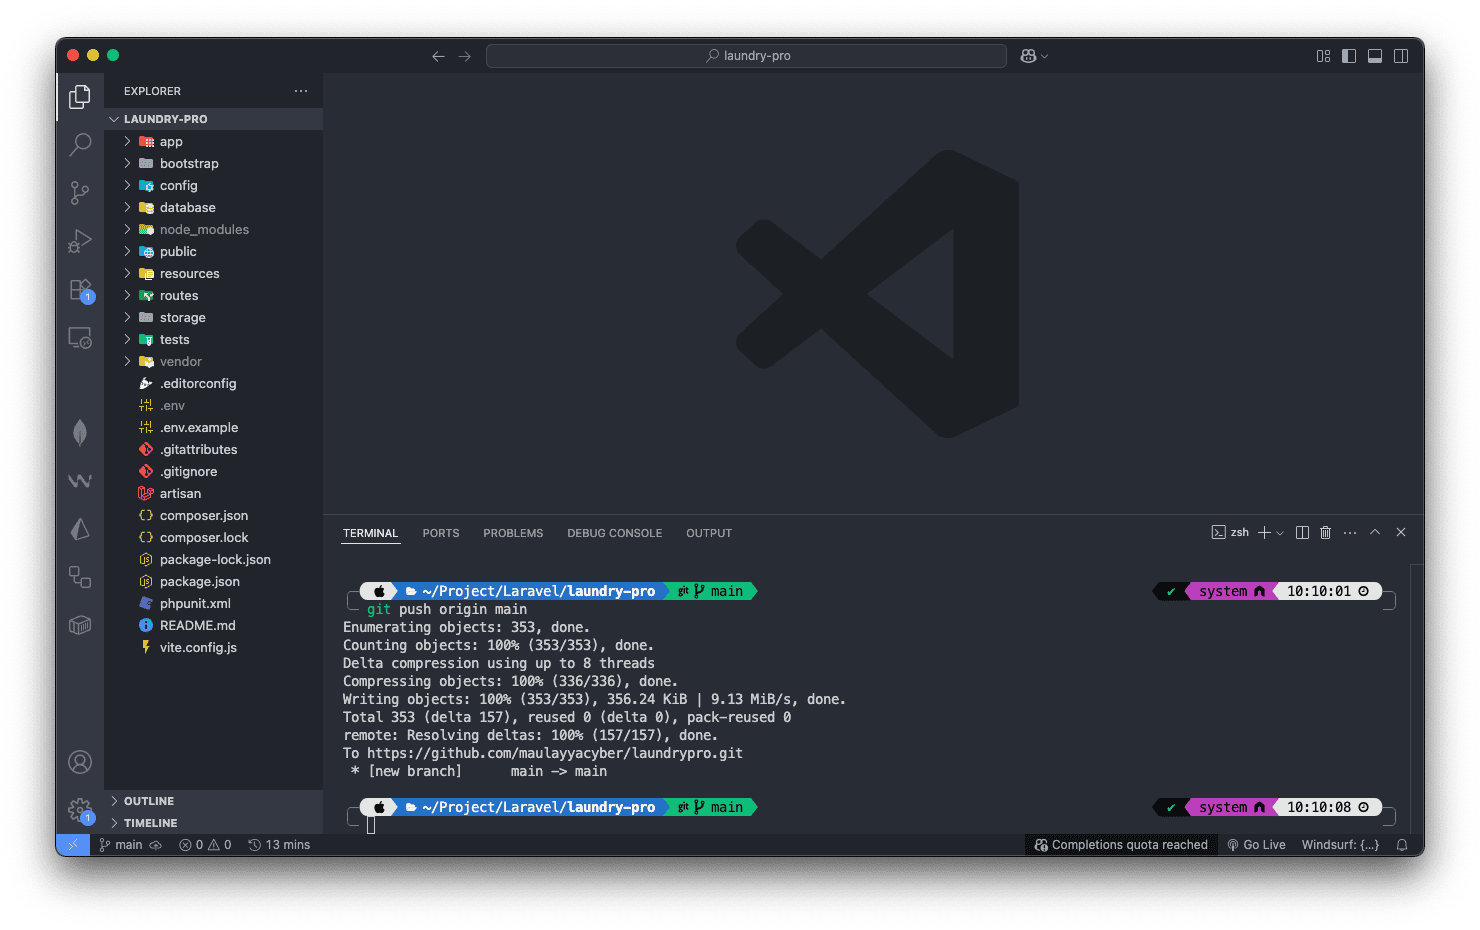 laundry-pro
EXPLORER
LAUNDRY-PRO
app
bootstrap
config
database
node_modules
public
resources
routes
storage
tests
vendor
.editorconfig
.env
.env.example
.gitattributes
.gitignore
artisan
composer.json
composer.lock
package-lock.json
package.json
phpunit.xml
README.md
vite.config.js
OUTLINE
TIMELINE
1
1
TERMINAL PORTS PROBLEMS DEBUG CONSOLE OUTPUT zsh
~/Project/Laravel/laundry-pro git main ✔ system 10:10:01
git push origin main
Enumerating objects: 353, done.
Counting objects: 100% (353/353), done.
Delta compression using up to 8 threads
Compressing objects: 100% (336/336), done.
Writing objects: 100% (353/353), 356.24 KiB | 9.13 MiB/s, done.
Total 353 (delta 157), reused 0 (delta 0), pack-reused 0
remote: Resolving deltas: 100% (157/157), done.
To https://github.com/maulayyacyber/laundrypro.git
* [new branch]      main -> main
~/Project/Laravel/laundry-pro git main ✔ system 10:10:08
main 0 0 13 mins Completions quota reached Go Live Windsurf: {...}